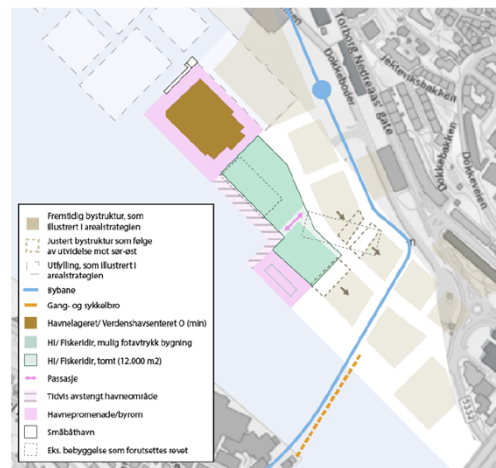 Torborg Nedreaas' gate
Dokkeboder
Jekteviksbakken
Dokkebakken
Dokkeveien
en
n
5552
Fremtidig bystruktur, som
illustrert i arealstrategien
Justert bystruktur som følge
av utvidelse mot sør-øst
Utfylling, som illustrert i
arealstrategien
Bybane
Gang- og sykkelbro
Havnelageret/ Verdenshavsenteret O (min)
HI/ Fiskeridir, mulig fotavtrykk bygning
HI/ Fiskeridir, tomt (12.000 m2)
Passasje
Tidvis avstengt havneområde
Havnepromenade/byrom
Småbåthavn
Eks. bebyggelse som forutsettes revet